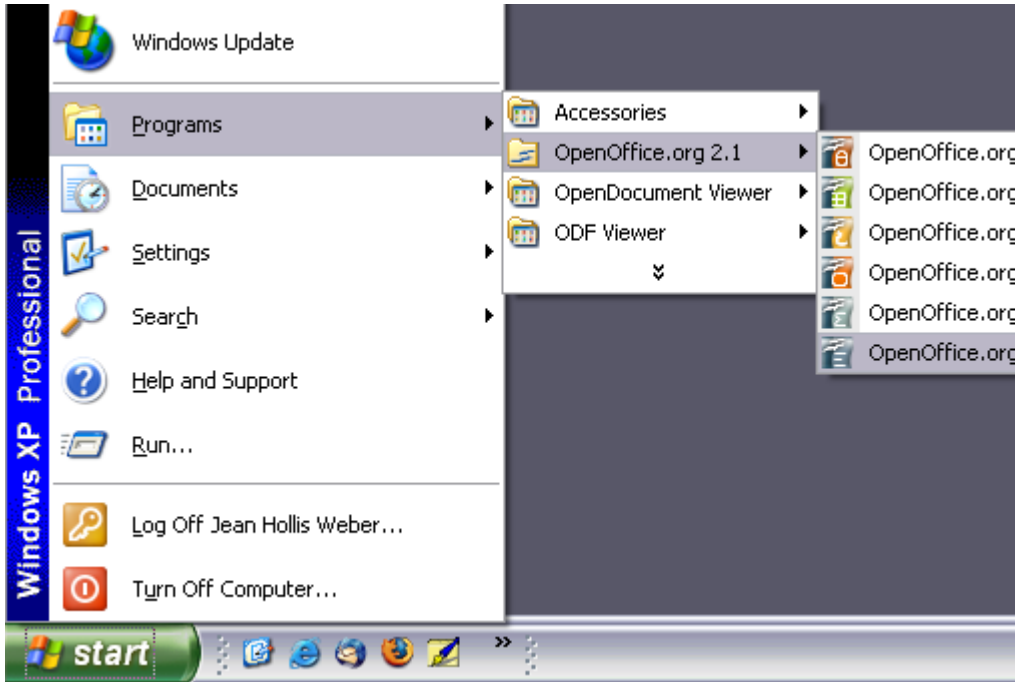 Windows Update
Programs
Documents
Settings
Search
Help and Support
Run...
Log Off Jean Hollis Weber...
Turn Off Computer...
Windows XP Professional
Accessories
OpenOffice.org 2.1
OpenDocument Viewer
ODF Viewer
OpenOffice.org
OpenOffice.org
OpenOffice.org
OpenOffice.org
OpenOffice.org
OpenOffice.org
start